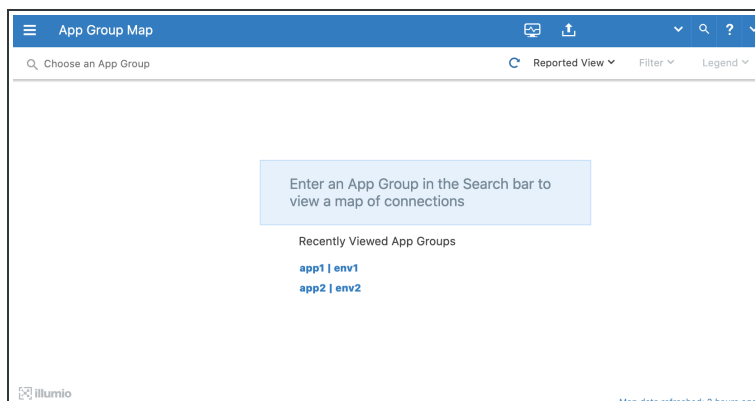 App Group Map
?
Choose an App Group
Reported View
Filter
Legend
Enter an App Group in the Search bar to
view a map of connections
Recently Viewed App Groups
app1 | env1
app2 | env2
illumio